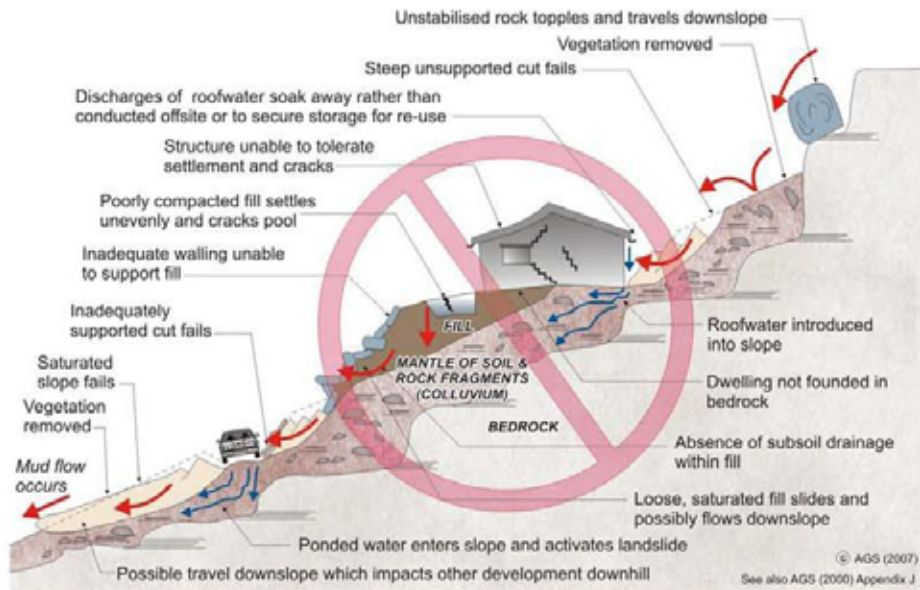 Unstabilised rock topples and travels downslope
Vegetation removed
Steep unsupported cut fails
Discharges of roofwater soak away rather than
conducted offsite or to secure storage for re-use
Structure unable to tolerate
settlement and cracks
Poorly compacted fill settles
unevenly and cracks pool
Inadequate walling unable
to support fill
Inadequately
supported cut fails
Saturated
slope fails
Vegetation
removed
Mud flow
occurs
FILL
MANTLE OF SOIL &
ROCK FRAGMENTS
(COLLUVIUM)
BEDROCK
Roofwater introduced
into slope
Dwelling not founded in
bedrock
Absence of subsoil drainage
within fill
Loose, saturated fill slides and
possibly flows downslope
Ponded water enters slope and activates landslide
Possible travel downslope which impacts other development downhill
© AGS (2007)
See also AGS (2000) Appendix J